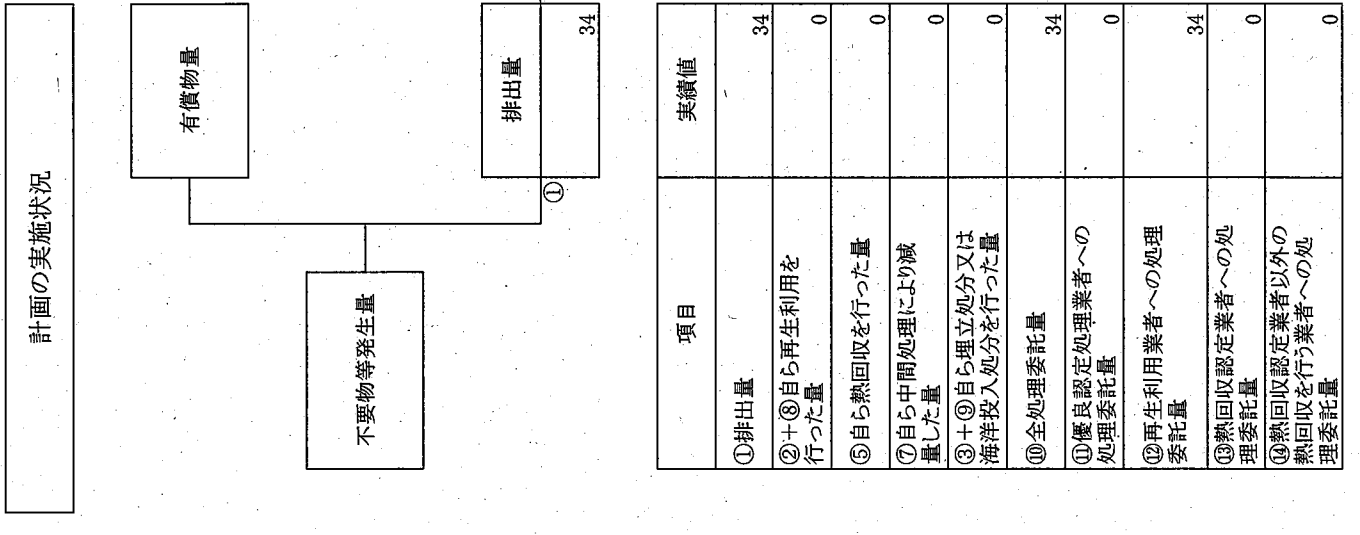 計画の実施状況
有償物量
不要物等発生量
排出量
①
34
項目
実績値
①排出量
34
②+⑧自ら再生利用を
行った量
0
⑤自ら熱回収を行った量
0
⑦自ら中間処理により減
量した量
0
③+⑨自ら埋立処分又は
海洋投入処分を行った量
0
⑩全処理委託量
34
⑪優良認定処理業者への
処理委託量
0
⑫再生利用業者への処理
委託量
34
⑬熱回収認定業者への処
理委託量
0
⑭熱回収認定業者以外の
熱回収を行う業者への処
理委託量
0